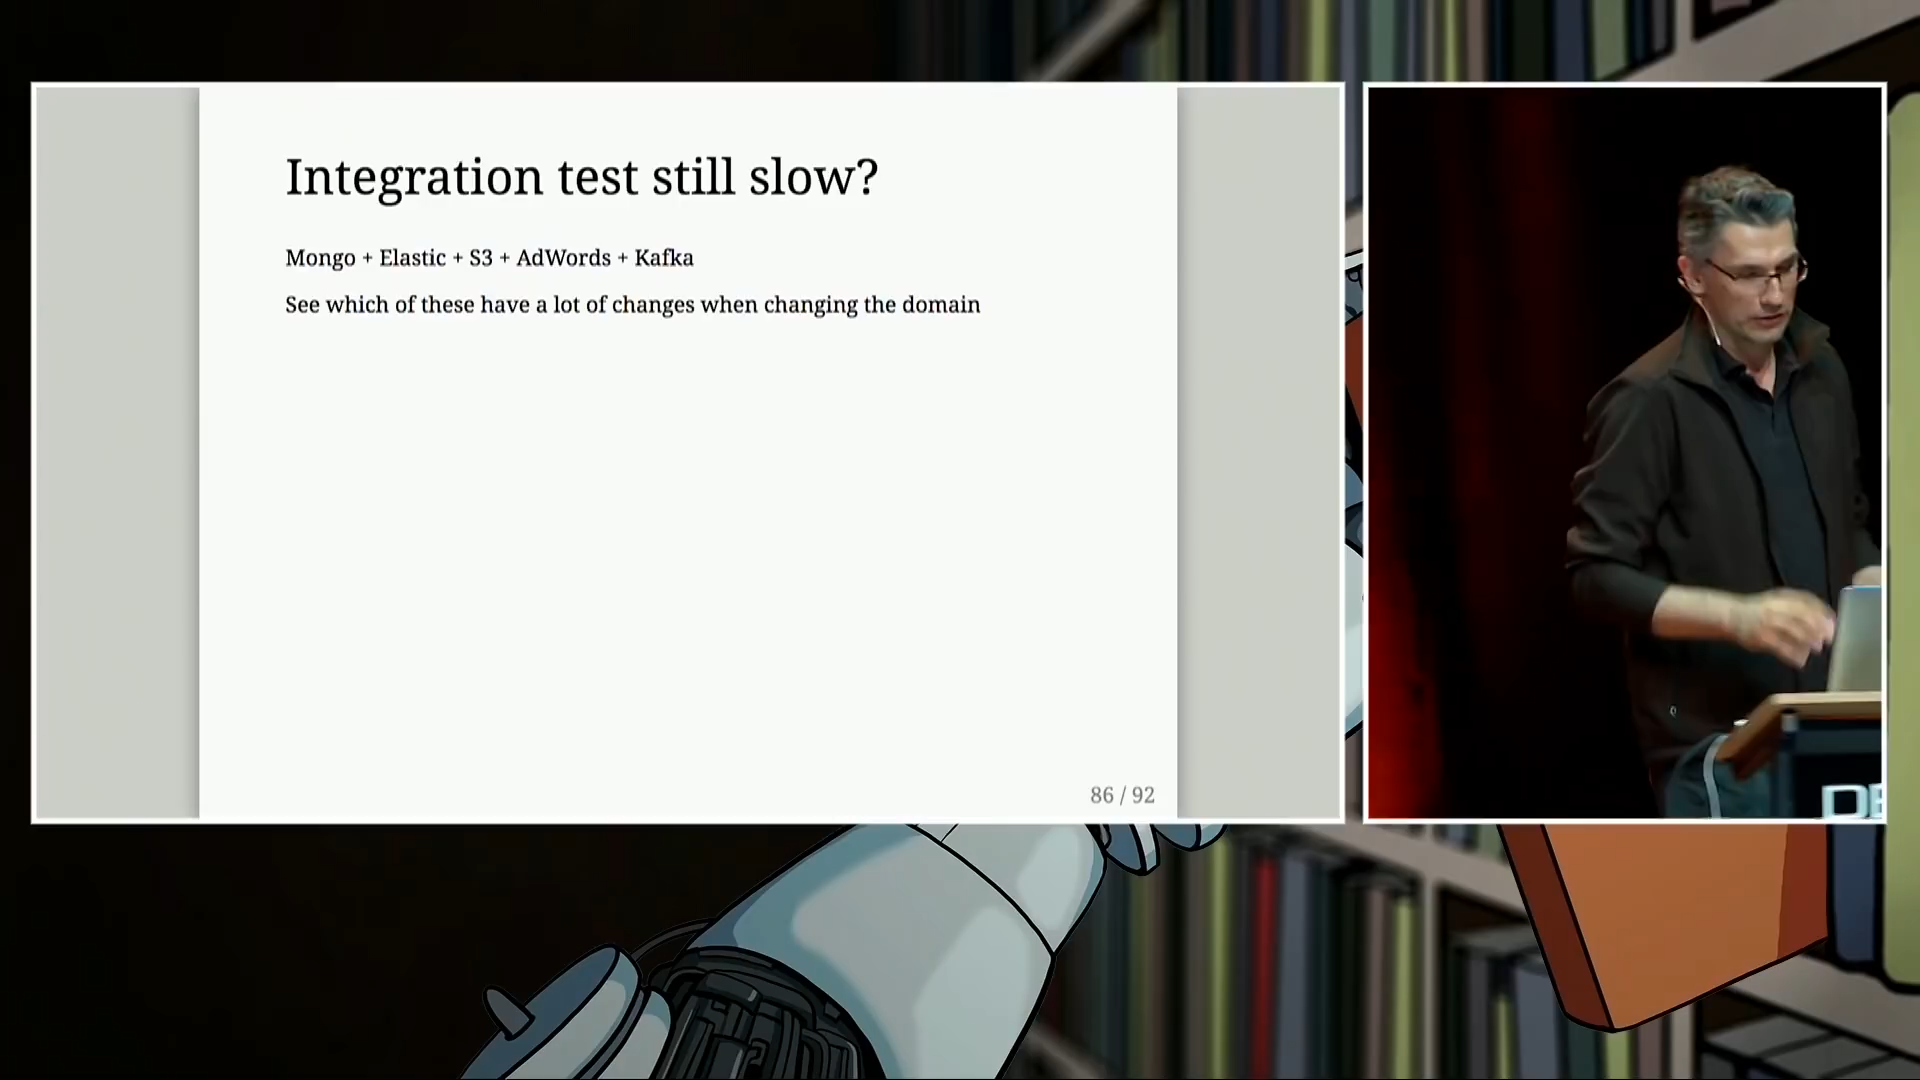 Integration test still slow?
Mongo + Elastic + S3 + AdWords + Kafka
See which of these have a lot of changes when changing the domain
86 / 92
DE